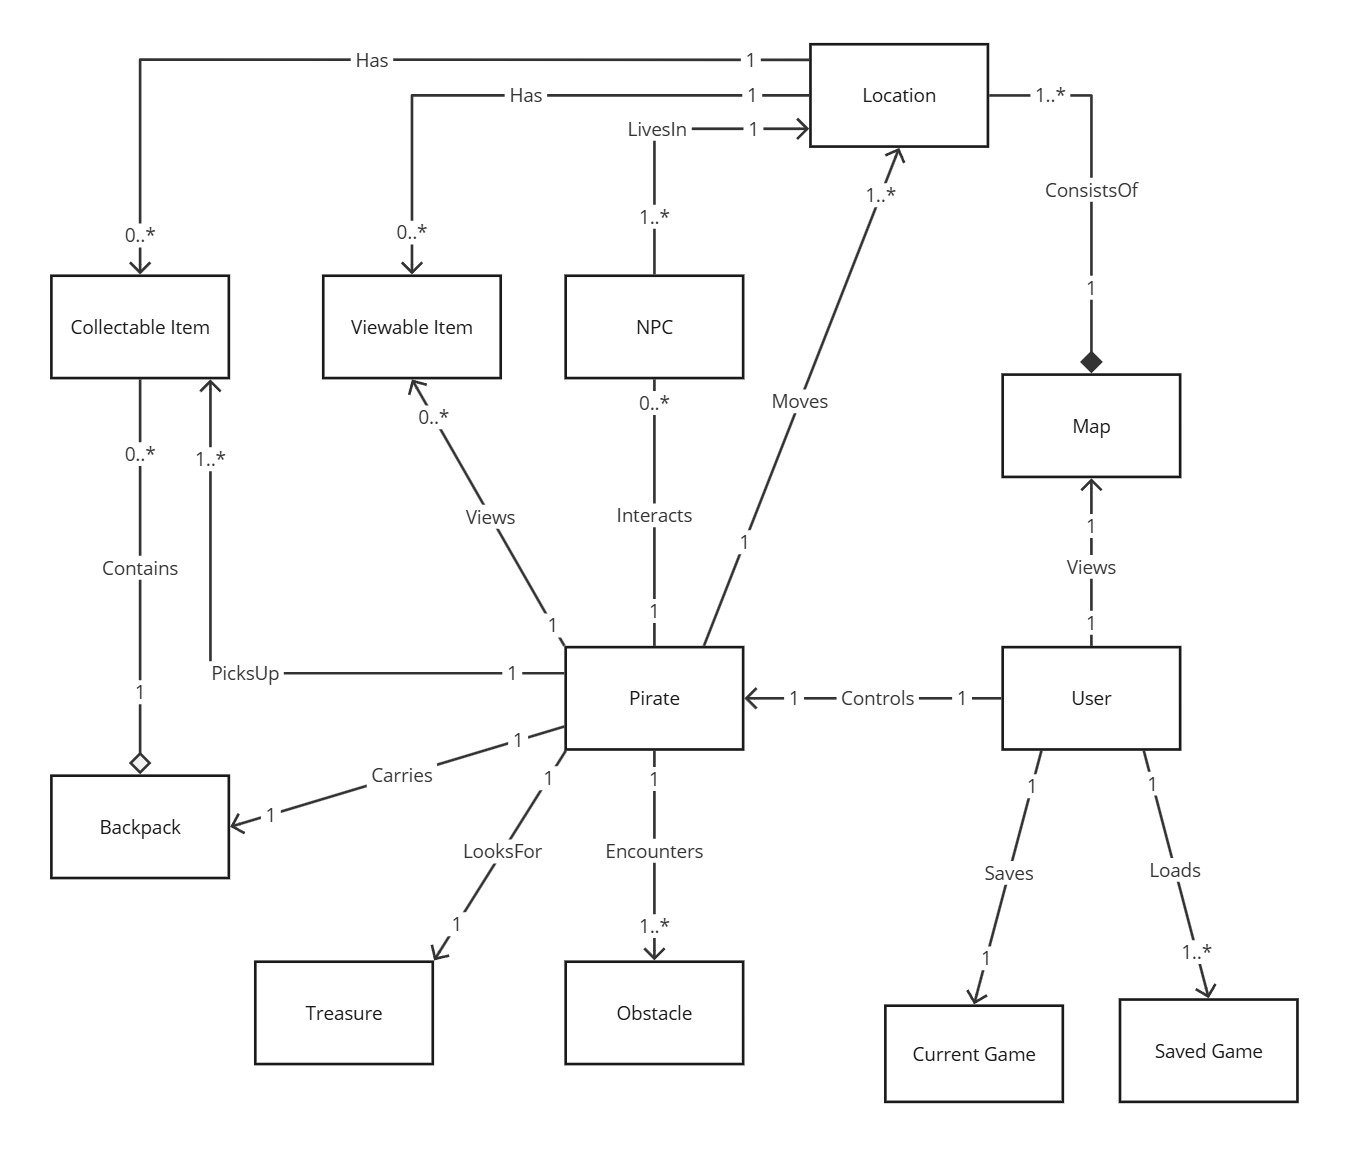 Has
1
Location
Has
1
1..*
LivesIn
1
ConsistsOf
1..*
1..*
0..*
0..*
1
Collectable Item
Viewable Item
NPC
Moves
0..*
0..*
Map
0..*
1..*
Views
Interacts
1
1
Contains
Views
1
1
1
1
PicksUp
1
1
Pirate
1
Controls
1
User
1
Carries
1
1
1
1
1
Backpack
LooksFor
Encounters
Saves
Loads
1
1..*
1
1..*
Treasure
Obstacle
Current Game
Saved Game